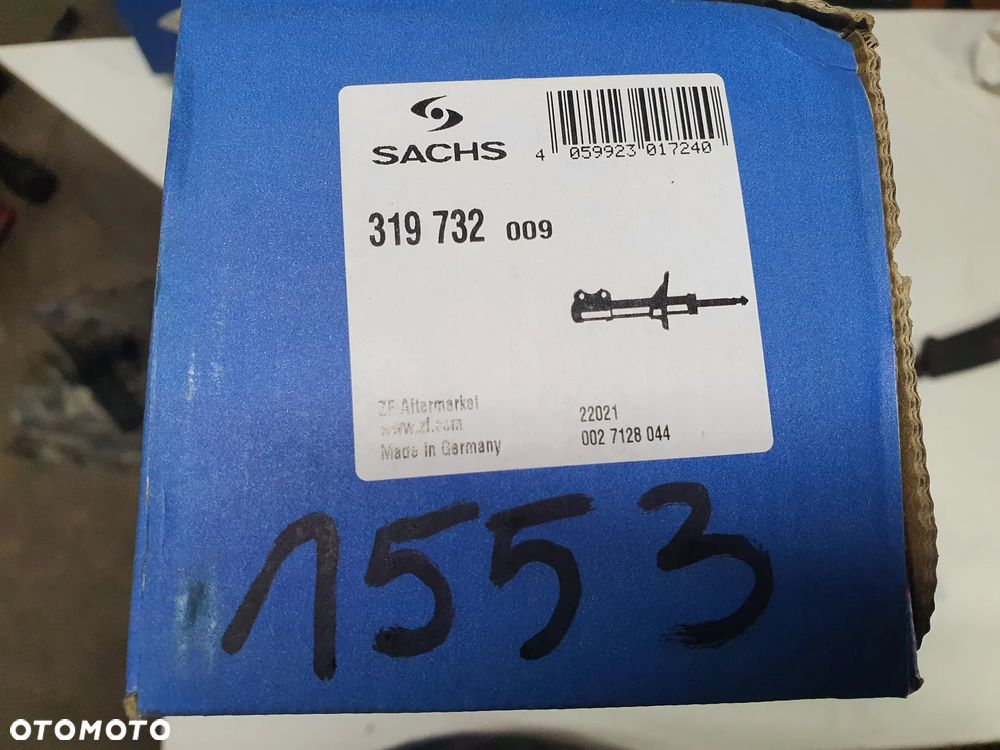 SACHS
4 059923 017240
319 732 009
ZF Aftermarket
www.zf.com
Made in Germany
22021
002 7128 044
1553
OTOMOTO